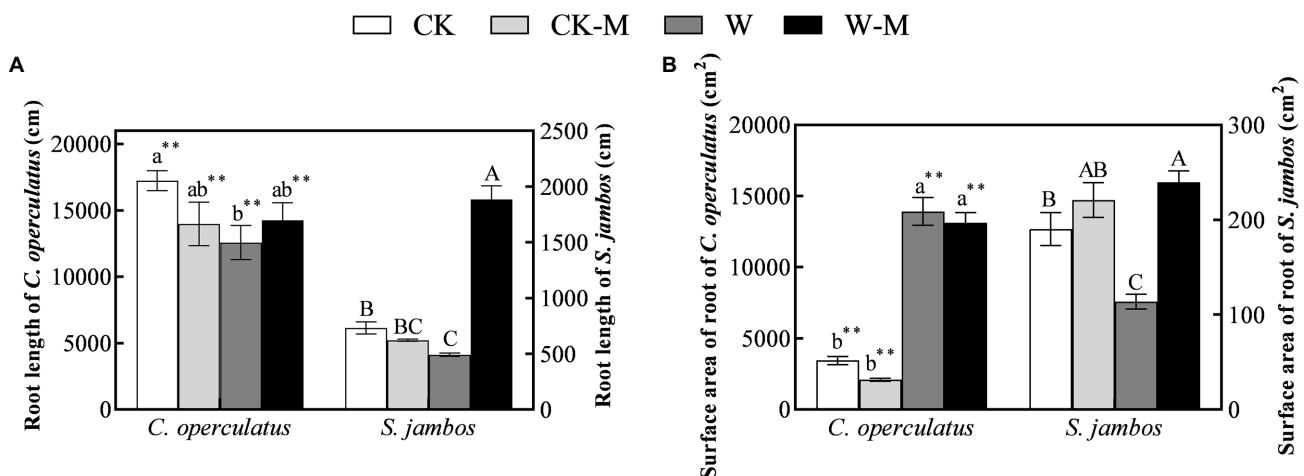 CK CK-M W W-M
A
Root length of C. operculatus (cm)
20000
15000
10000
5000
0
a**
ab**
b**
ab**
B
BC
C
A
2500
2000
1500
1000
500
0
Root length of S. jambos (cm)
C. operculatus S. jambos
B
Surface area of root of C. operculatus (cm²)
20000
15000
10000
5000
0
b**
b**
a**
a**
B
AB
C
A
300
200
100
0
Surface area of root of S. jambos (cm²)
C. operculatus S. jambos